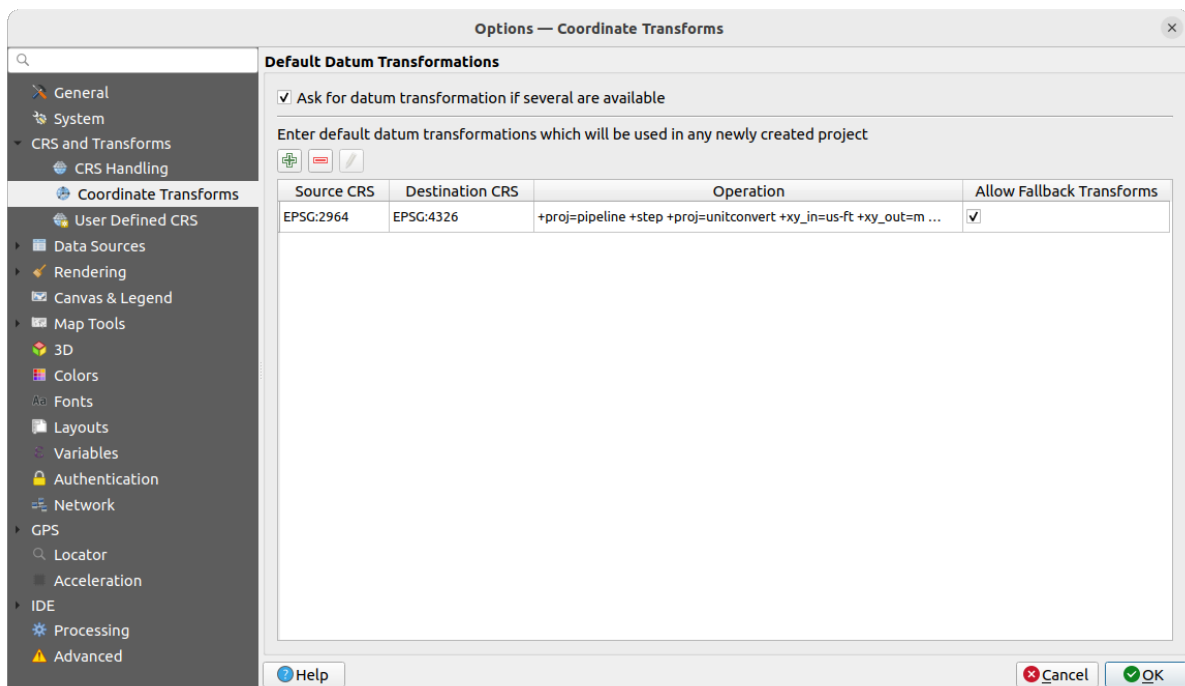 Options — Coordinate Transforms
General
System
CRS and Transforms
CRS Handling
Coordinate Transforms
User Defined CRS
Data Sources
Rendering
Canvas & Legend
Map Tools
3D
Colors
Fonts
Layouts
Variables
Authentication
Network
GPS
Locator
Acceleration
IDE
Processing
Advanced
Default Datum Transformations
Ask for datum transformation if several are available
Enter default datum transformations which will be used in any newly created project
Source CRS Destination CRS Operation Allow Fallback Transforms
EPSG:2964 EPSG:4326 +proj=pipeline +step +proj=unitconvert +xy_in=us-ft +xy_out=m ...
Help Cancel OK